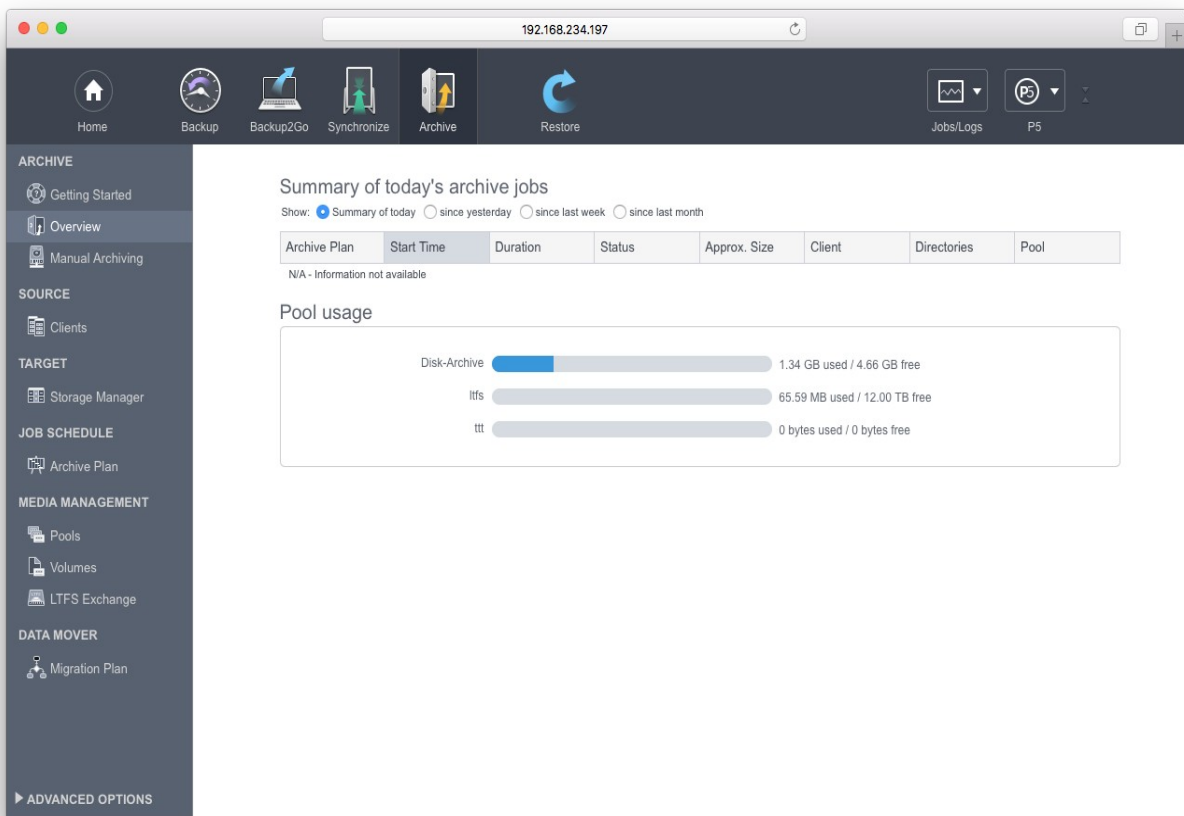 192.168.234.197
Home Backup Backup2Go Synchronize Archive Restore Jobs/Logs P5 P5
ARCHIVE
Getting Started
Overview
Manual Archiving
SOURCE
Clients
TARGET
Storage Manager
JOB SCHEDULE
Archive Plan
MEDIA MANAGEMENT
Pools
Volumes
LTFS Exchange
DATA MOVER
Migration Plan
ADVANCED OPTIONS
Summary of today's archive jobs
Show: Summary of today since yesterday since last week since last month
Archive Plan Start Time Duration Status Approx. Size Client Directories Pool
N/A - Information not available
Pool usage
Disk-Archive 1.34 GB used / 4.66 GB free
ltfs 65.59 MB used / 12.00 TB free
ttt 0 bytes used / 0 bytes free